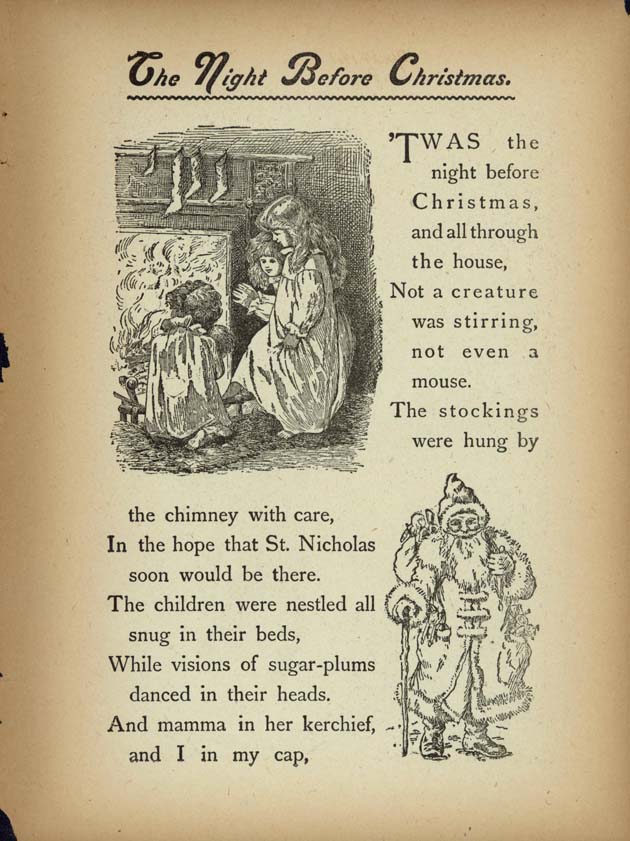 The Night Before Christmas.
'TWAS the
night before
Christmas,
and all through
the house,
Not a creature
was stirring,
not even a
mouse.
The stockings
were hung by
the chimney with care,
In the hope that St. Nicholas
soon would be there.
The children were nestled all
snug in their beds,
While visions of sugar-plums
danced in their heads.
And mamma in her kerchief,
and I in my cap,